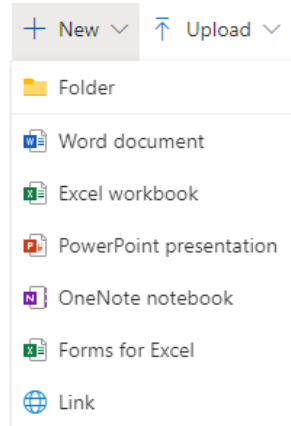 New Upload
Folder
Word document
Excel workbook
PowerPoint presentation
OneNote notebook
Forms for Excel
Link